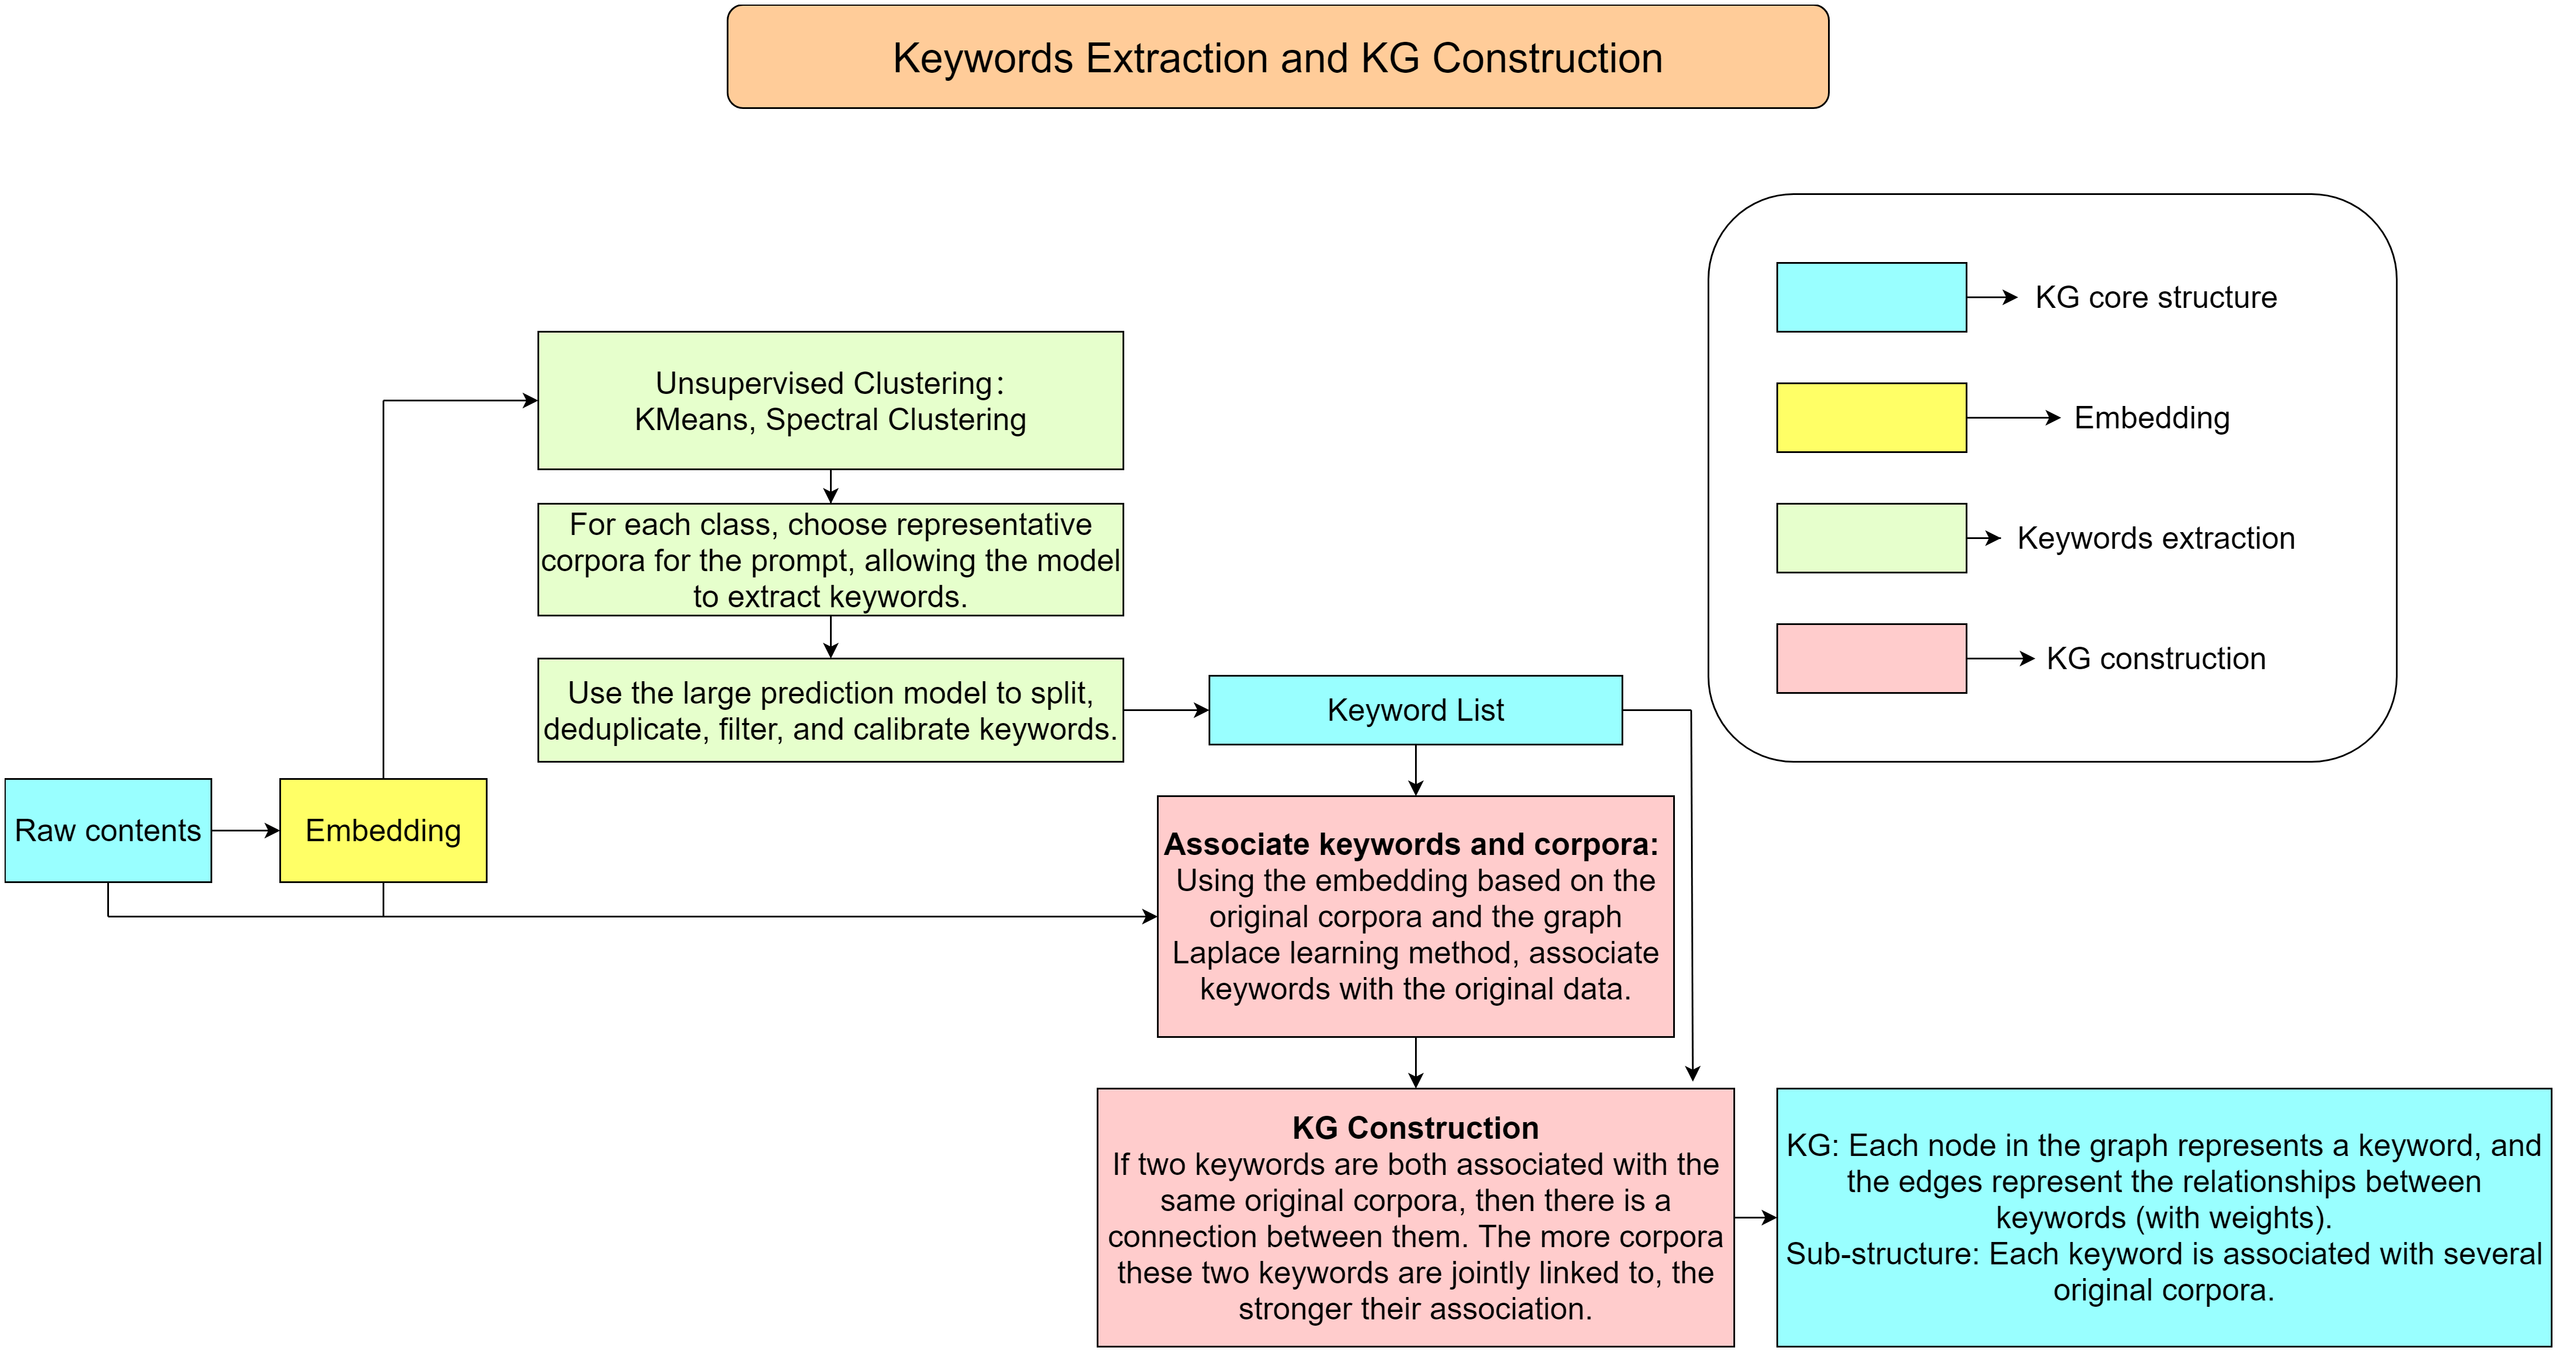 Keywords Extraction and KG Construction
KG core structure
Embedding
Keywords extraction
KG construction
Unsupervised Clustering：
KMeans, Spectral Clustering
For each class, choose representative
corpora for the prompt, allowing the model
to extract keywords.
Use the large prediction model to split,
deduplicate, filter, and calibrate keywords.
Keyword List
Raw contents
Embedding
Associate keywords and corpora:
Using the embedding based on the
original corpora and the graph
Laplace learning method, associate
keywords with the original data.
KG Construction
If two keywords are both associated with the
same original corpora, then there is a
connection between them. The more corpora
these two keywords are jointly linked to, the
stronger their association.
KG: Each node in the graph represents a keyword, and
the edges represent the relationships between
keywords (with weights).
Sub-structure: Each keyword is associated with several
original corpora.